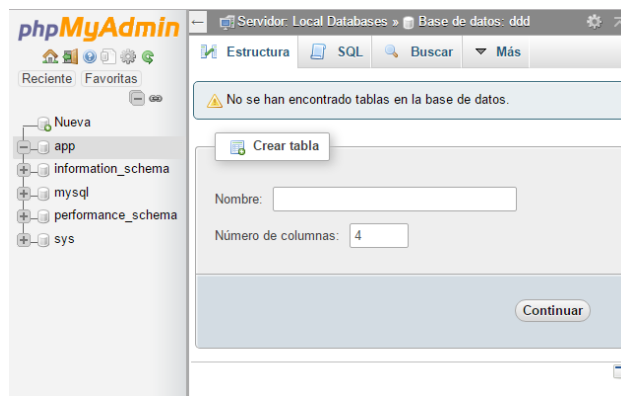 phpMyAdmin
Reciente Favoritas
Nueva
app
information_schema
mysql
performance_schema
sys
Servidor: Local Databases » Base de datos: ddd
Estructura SQL Buscar Más
No se han encontrado tablas en la base de datos.
Crear tabla
Nombre:
Número de columnas: 4
Continuar